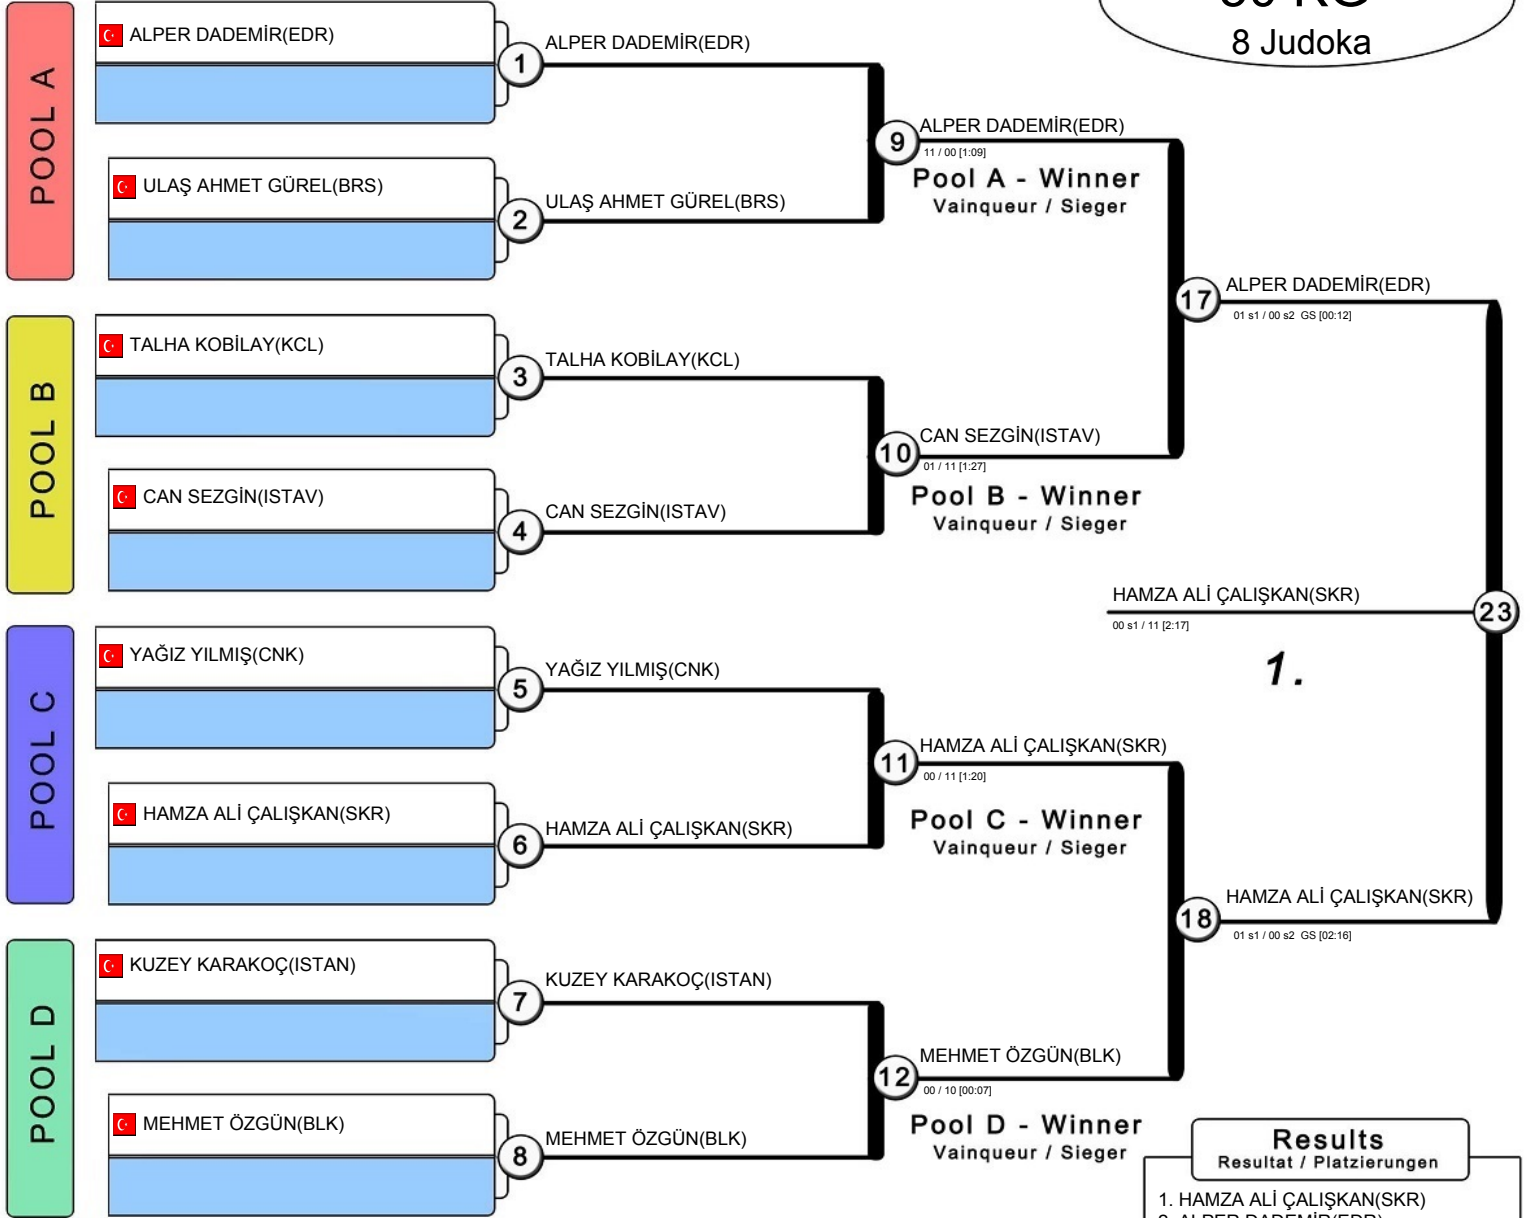 8 Judoka
POOL A
ALPER DADEMİR(EDR)
1
ALPER DADEMİR(EDR)
ULAŞ AHMET GÜREL(BRS)
2
ULAŞ AHMET GÜREL(BRS)
9
ALPER DADEMİR(EDR)
11 / 00 [1:09]
Pool A - Winner
Vainqueur / Sieger
POOL B
TALHA KOBİLAY(KCL)
3
TALHA KOBİLAY(KCL)
CAN SEZGİN(ISTAV)
4
CAN SEZGİN(ISTAV)
10
CAN SEZGİN(ISTAV)
01 / 11 [1:27]
Pool B - Winner
Vainqueur / Sieger
17
ALPER DADEMİR(EDR)
01 s1 / 00 s2 GS [00:12]
HAMZA ALİ ÇALIŞKAN(SKR)
23
00 s1 / 11 [2:17]
1.
POOL C
YAĞIZ YILMIŞ(CNK)
5
YAĞIZ YILMIŞ(CNK)
HAMZA ALİ ÇALIŞKAN(SKR)
6
HAMZA ALİ ÇALIŞKAN(SKR)
11
HAMZA ALİ ÇALIŞKAN(SKR)
00 / 11 [1:20]
Pool C - Winner
Vainqueur / Sieger
18
HAMZA ALİ ÇALIŞKAN(SKR)
01 s1 / 00 s2 GS [02:16]
POOL D
KUZEY KARAKOÇ(ISTAN)
7
KUZEY KARAKOÇ(ISTAN)
MEHMET ÖZGÜN(BLK)
8
MEHMET ÖZGÜN(BLK)
12
MEHMET ÖZGÜN(BLK)
00 / 10 [00:07]
Pool D - Winner
Vainqueur / Sieger
Results
Resultat / Platzierungen
1. HAMZA ALİ ÇALIŞKAN(SKR)
2. ALPER DADEMİR(EDR)